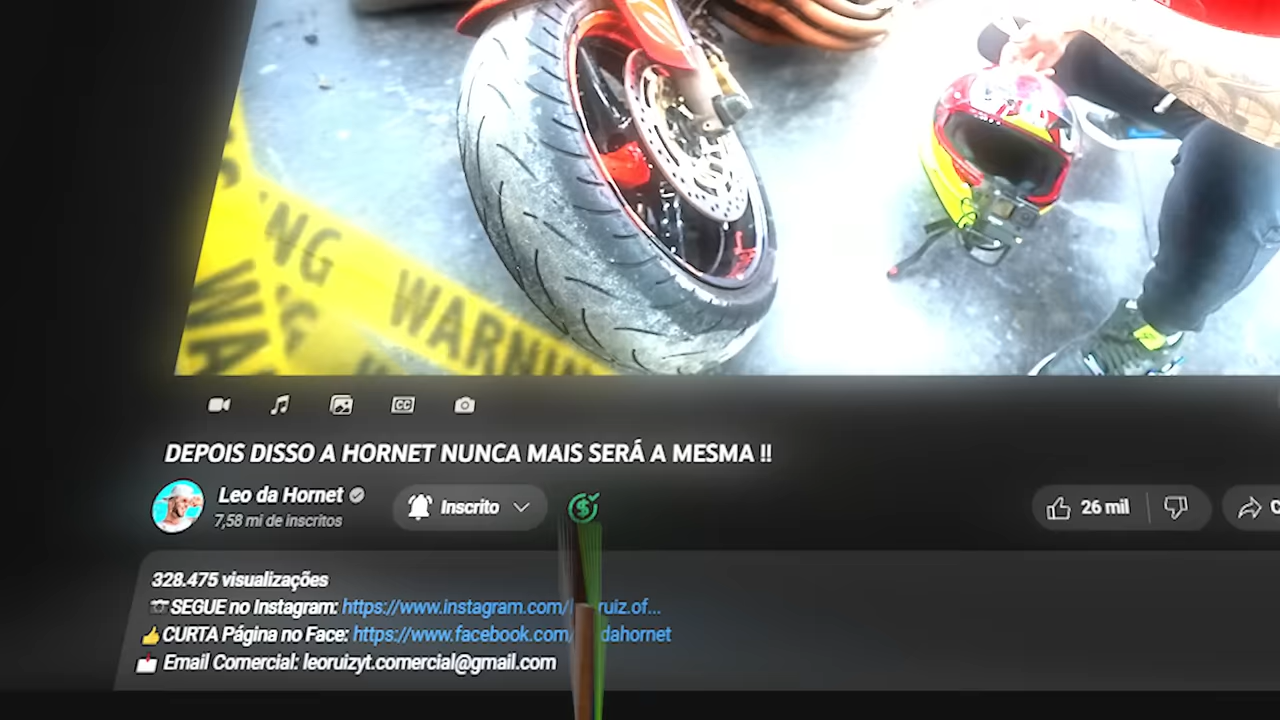 WARNING
DEPOIS DISSO A HORNET NUNCA MAIS SERÁ A MESMA !!
Leo da Hornet
7,58 mi de inscritos
Inscrito
26 mil
328.475 visualizações
SEGUE no Instagram: https://www.instagram.com/ ruiz.of...
CURTA Página no Face: https://www.facebook.com/ dahornet
Email Comercial: leoruizyt.comercial@gmail.com